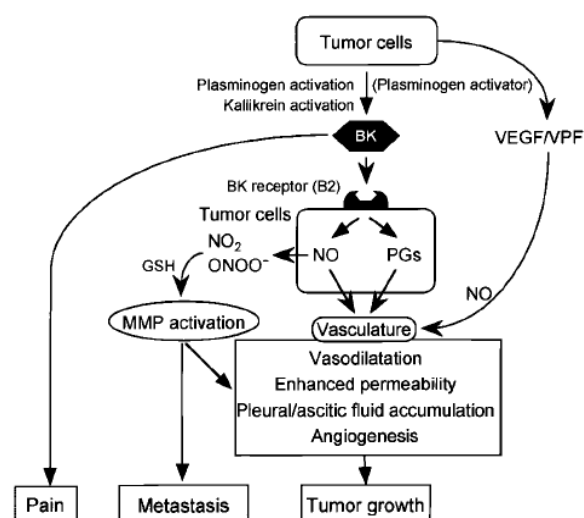 Tumor cells
Plasminogen activation
(Plasminogen activator)
Kaliikrein activation
BK
VEGF/VPF
BK receptor (B2)
Tumor cells
NO₂
ONOO⁻
GSH
NO
PGs
NO
MMP activation
Vasculature
Vasodilatation
Enhanced permeability
Pleural/ascitic fluid accumulation
Angiogenesis
Pain
Metastasis
Tumor growth